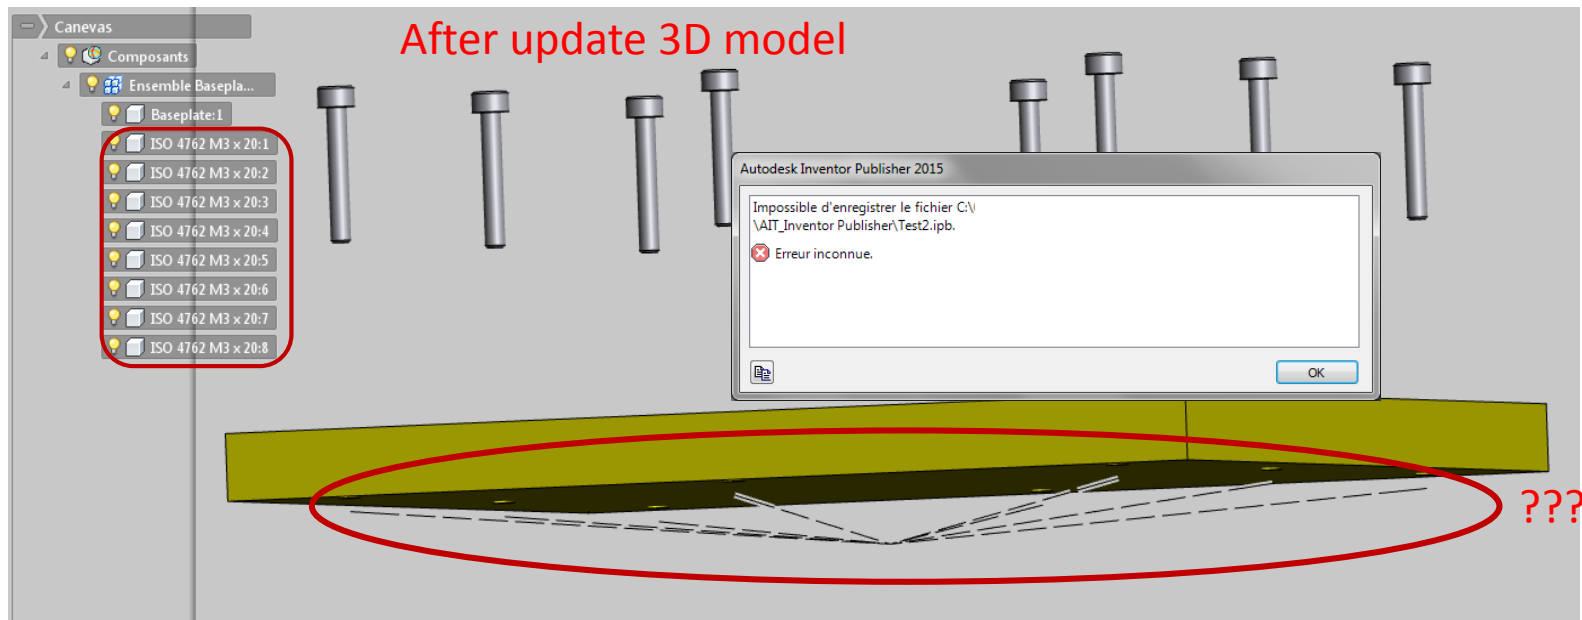 After update 3D model
Canevas
Composants
Ensemble Basepla...
Baseplate:1
ISO 4762 M3 x 20:1
ISO 4762 M3 x 20:2
ISO 4762 M3 x 20:3
ISO 4762 M3 x 20:4
ISO 4762 M3 x 20:5
ISO 4762 M3 x 20:6
ISO 4762 M3 x 20:7
ISO 4762 M3 x 20:8
Autodesk Inventor Publisher 2015
Impossible d'enregistrer le fichier C:\
\AIT_Inventor Publisher\Test2.ipb.
Erreur inconnue.
OK
???